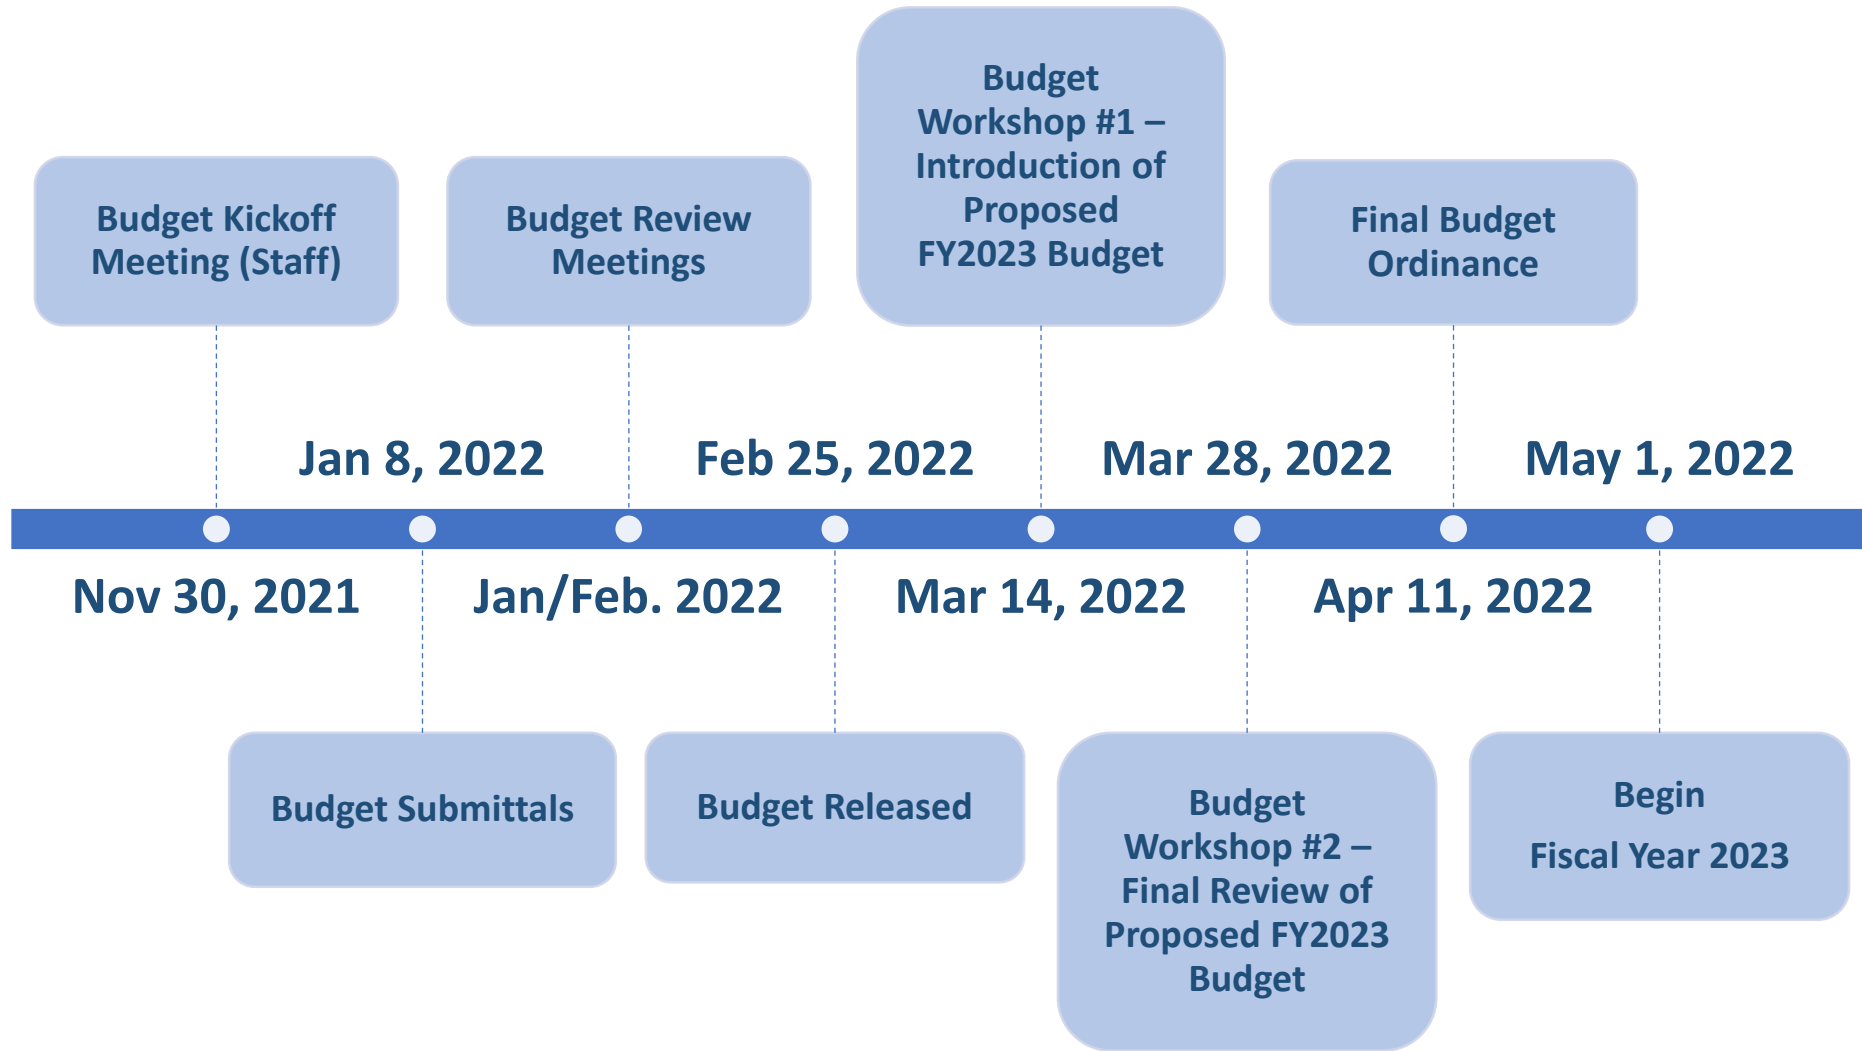 Budget
Workshop #1 –
Introduction of
Proposed
FY2023 Budget
Budget Kickoff
Meeting (Staff)
Budget Review
Meetings
Final Budget
Ordinance
Jan 8, 2022
Feb 25, 2022
Mar 28, 2022
May 1, 2022
Nov 30, 2021
Jan/Feb. 2022
Mar 14, 2022
Apr 11, 2022
Budget Submittals
Budget Released
Budget
Workshop #2 –
Final Review of
Proposed FY2023
Budget
Begin
Fiscal Year 2023